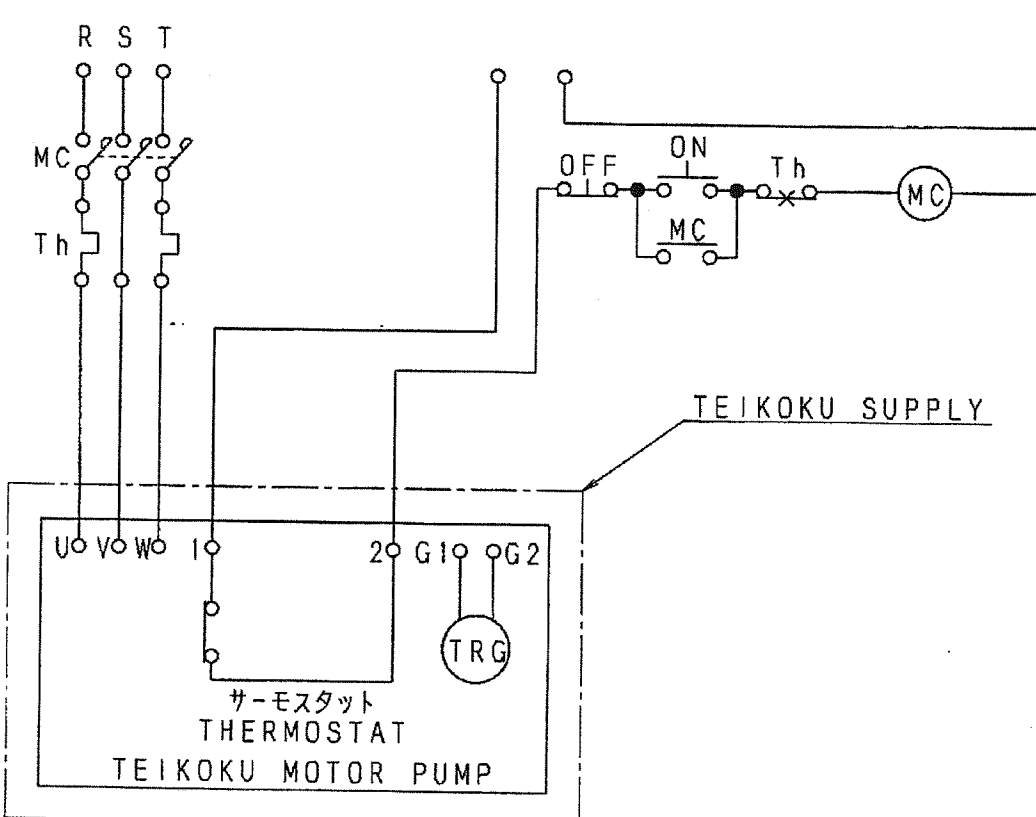 R S T
MC
Th
OFF
ON
Th
MC
MC
TEIKOKU SUPPLY
U V W 1 2 G1 G2
TRG
サーモスタット
THERMOSTAT
TEIKOKU MOTOR PUMP